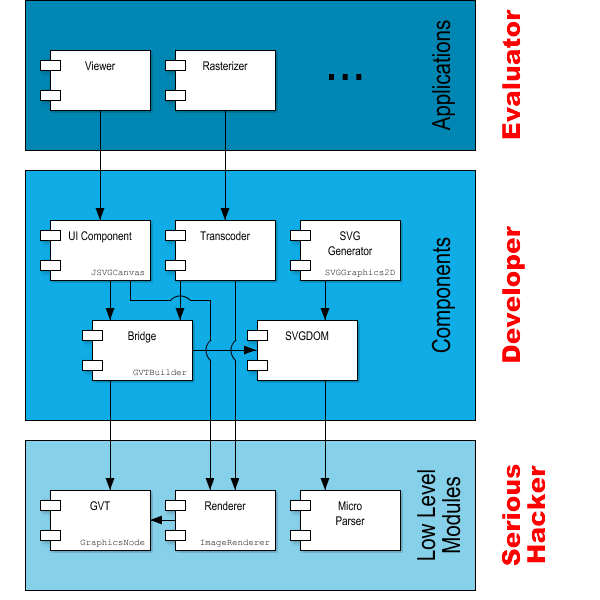 Viewer
Rasterizer
...
Applications
Evaluator
UI Component
JSVGCanvas
Transcoder
SVG
Generator
SVGGraphics2D
Bridge
GVTBuilder
SVGDOM
Components
Developer
GVT
GraphicsNode
Renderer
ImageRenderer
Micro
Parser
Low Level
Modules
Serious
Hacker